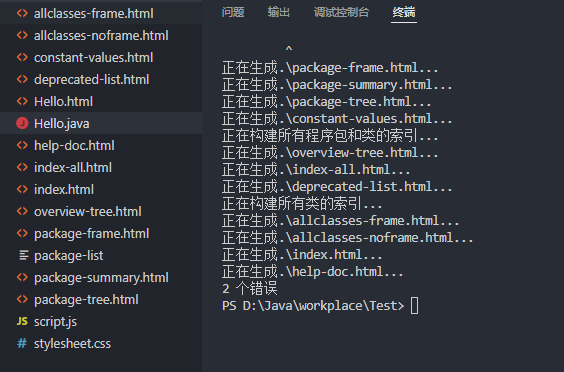 allclasses-frame.html
allclasses-noframe.html
constant-values.html
deprecated-list.html
Hello.html
J Hello.java
help-doc.html
index-all.html
index.html
overview-tree.html
package-frame.html
package-list
package-summary.html
package-tree.html
JS script.js
# stylesheet.css
问题 输出 调试控制台 终端
^
正在生成.\package-frame.html...
正在生成.\package-summary.html...
正在生成.\package-tree.html...
正在生成.\constant-values.html...
正在构建所有程序包和类的索引...
正在生成.\overview-tree.html...
正在生成.\index-all.html...
正在生成.\deprecated-list.html...
正在构建所有类的索引...
正在生成.\allclasses-frame.html...
正在生成.\allclasses-noframe.html...
正在生成.\index.html...
正在生成.\help-doc.html...
2 个错误
PS D:\Java\workplace\Test>